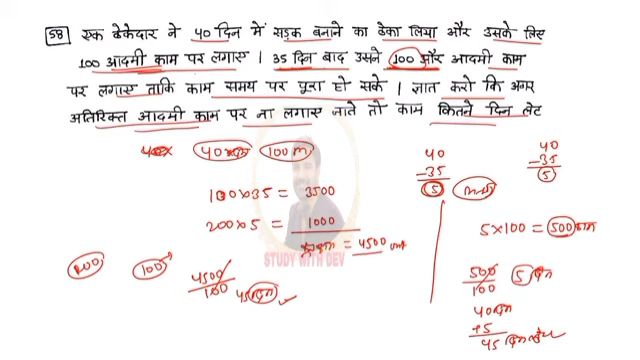 58 एक ठेकेदार ने 40 दिन में सड़क बनाने का ठेका लिया और उसके लिए
100 आदमी काम पर लगाए । 35 दिन बाद उसने 100 और आदमी काम
पर लगाए ताकि काम समय पर पूरा हो सके । ज्ञात करो कि अगर
अतिरिक्त आदमी काम पर ना लगाए जाते तो काम कितने दिन लेट
40 100m
100×35 = 3500
200×5 = 1000
= 4500
200 100
4500/100
45 दिन
STUDY WITH DEV
40
-35
5
40
-35
5
5×100 = 500 काम
500/100 5 दिन
40 दिन
+5
45 दिन